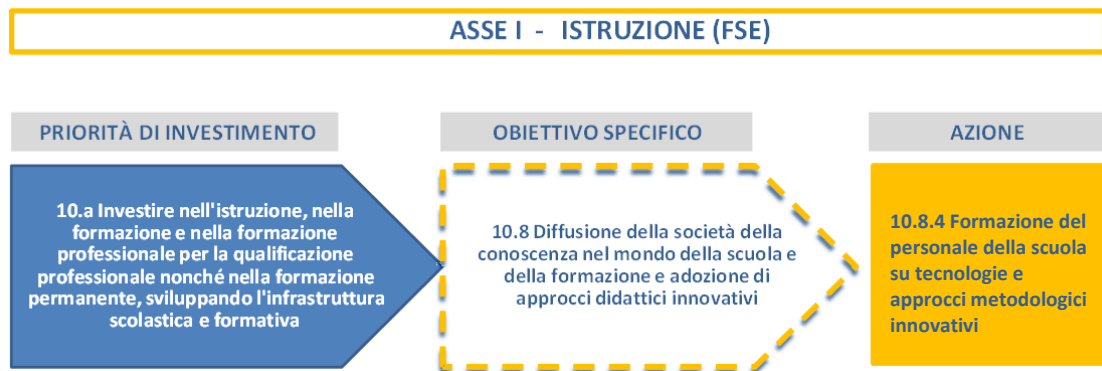 ASSE I - ISTRUZIONE (FSE)
PRIORITÀ DI INVESTIMENTO
OBIETTIVO SPECIFICO
AZIONE
10.a Investire nell'istruzione, nella
formazione e nella formazione
professionale per la qualificazione
professionale nonché nella formazione
permanente, sviluppando l'infrastruttura
scolastica e formativa
10.8 Diffusione della società della
conoscenza nel mondo della scuola e
della formazione e adozione di
approcci didattici innovativi
10.8.4 Formazione del
personale della scuola
su tecnologie e
approcci metodologici
innovativi